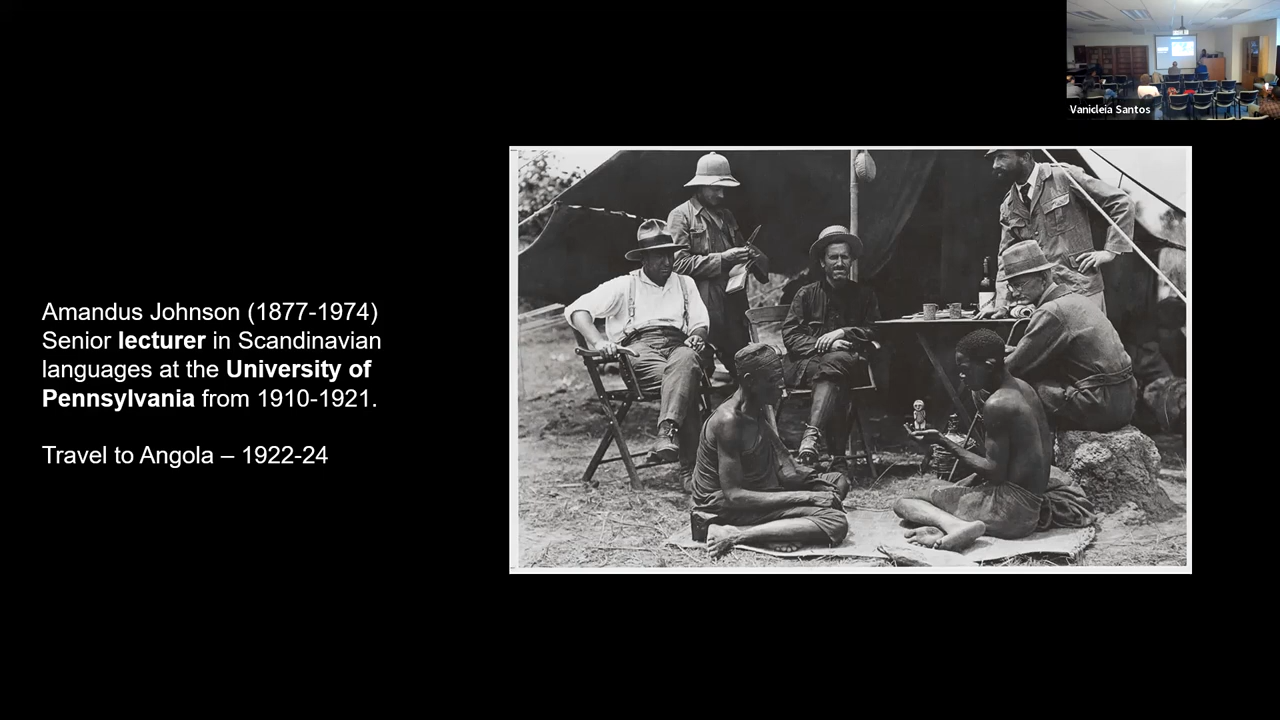 Vanicleia Santos
Amandus Johnson (1877-1974)
Senior lecturer in Scandinavian
languages at the University of
Pennsylvania from 1910-1921.
Travel to Angola – 1922-24